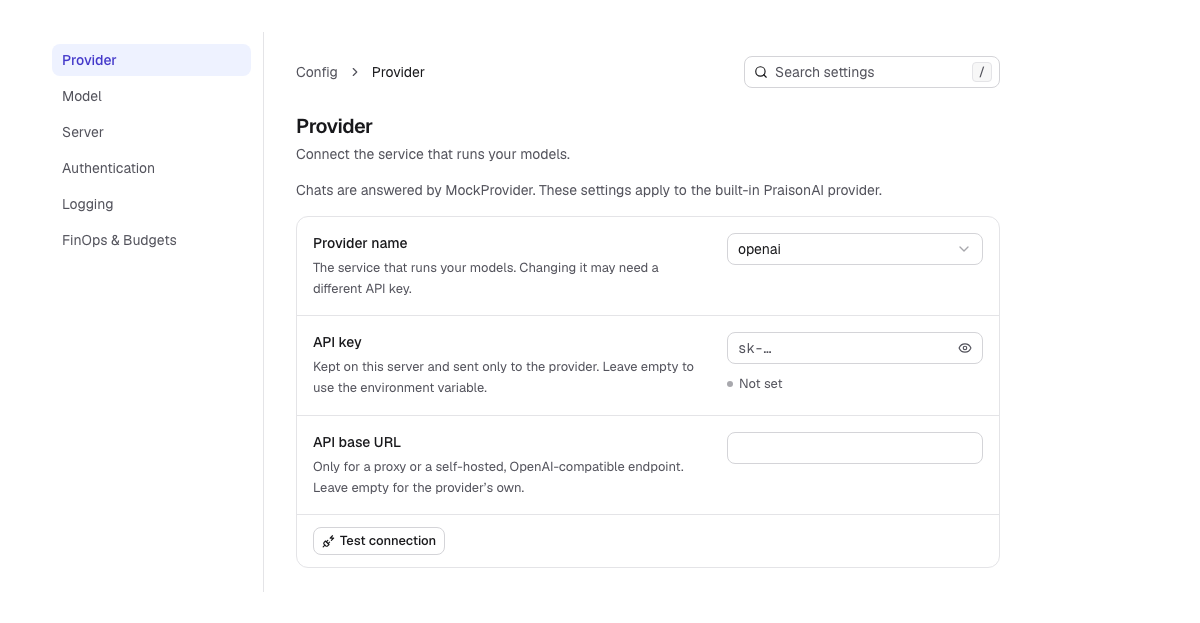 Provider
Model
Server
Authentication
Logging
FinOps & Budgets
Config
Provider
Search settings
/
Provider
Connect the service that runs your models.
Chats are answered by MockProvider. These settings apply to the built-in PraisonAI provider.
Provider name
The service that runs your models. Changing it may need a
different API key.
openai
API key
Kept on this server and sent only to the provider. Leave empty to
use the environment variable.
sk-…
Not set
API base URL
Only for a proxy or a self-hosted, OpenAI-compatible endpoint.
Leave empty for the provider’s own.
Test connection